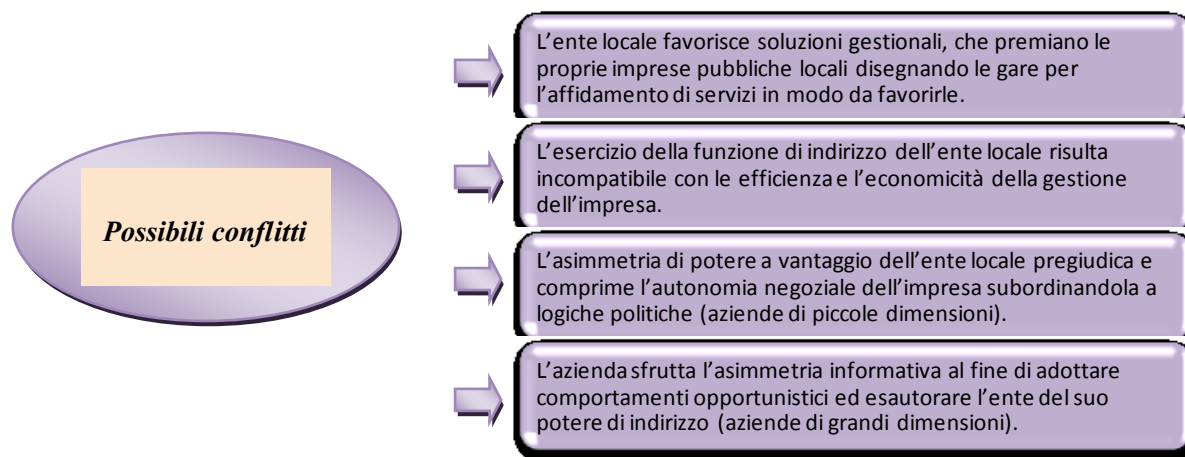 Possibili conflitti
L'ente locale favorisce soluzioni gestionali, che premiano le
proprie imprese pubbliche locali disegnando le gare per
l'affidamento di servizi in modo da favorirle.
L'esercizio della funzione di indirizzo dell'ente locale risulta
incompatibile con le efficienza e l'economicità della gestione
dell'impresa.
L'asimmetria di potere a vantaggio dell'ente locale pregiudica e
comprime l'autonomia negoziale dell'impresa subordinandola a
logiche politiche (aziende di piccole dimensioni).
L'azienda sfrutta l'asimmetria informativa al fine di adottare
comportamenti opportunistici ed esautorare l'ente del suo
potere di indirizzo (aziende di grandi dimensioni).